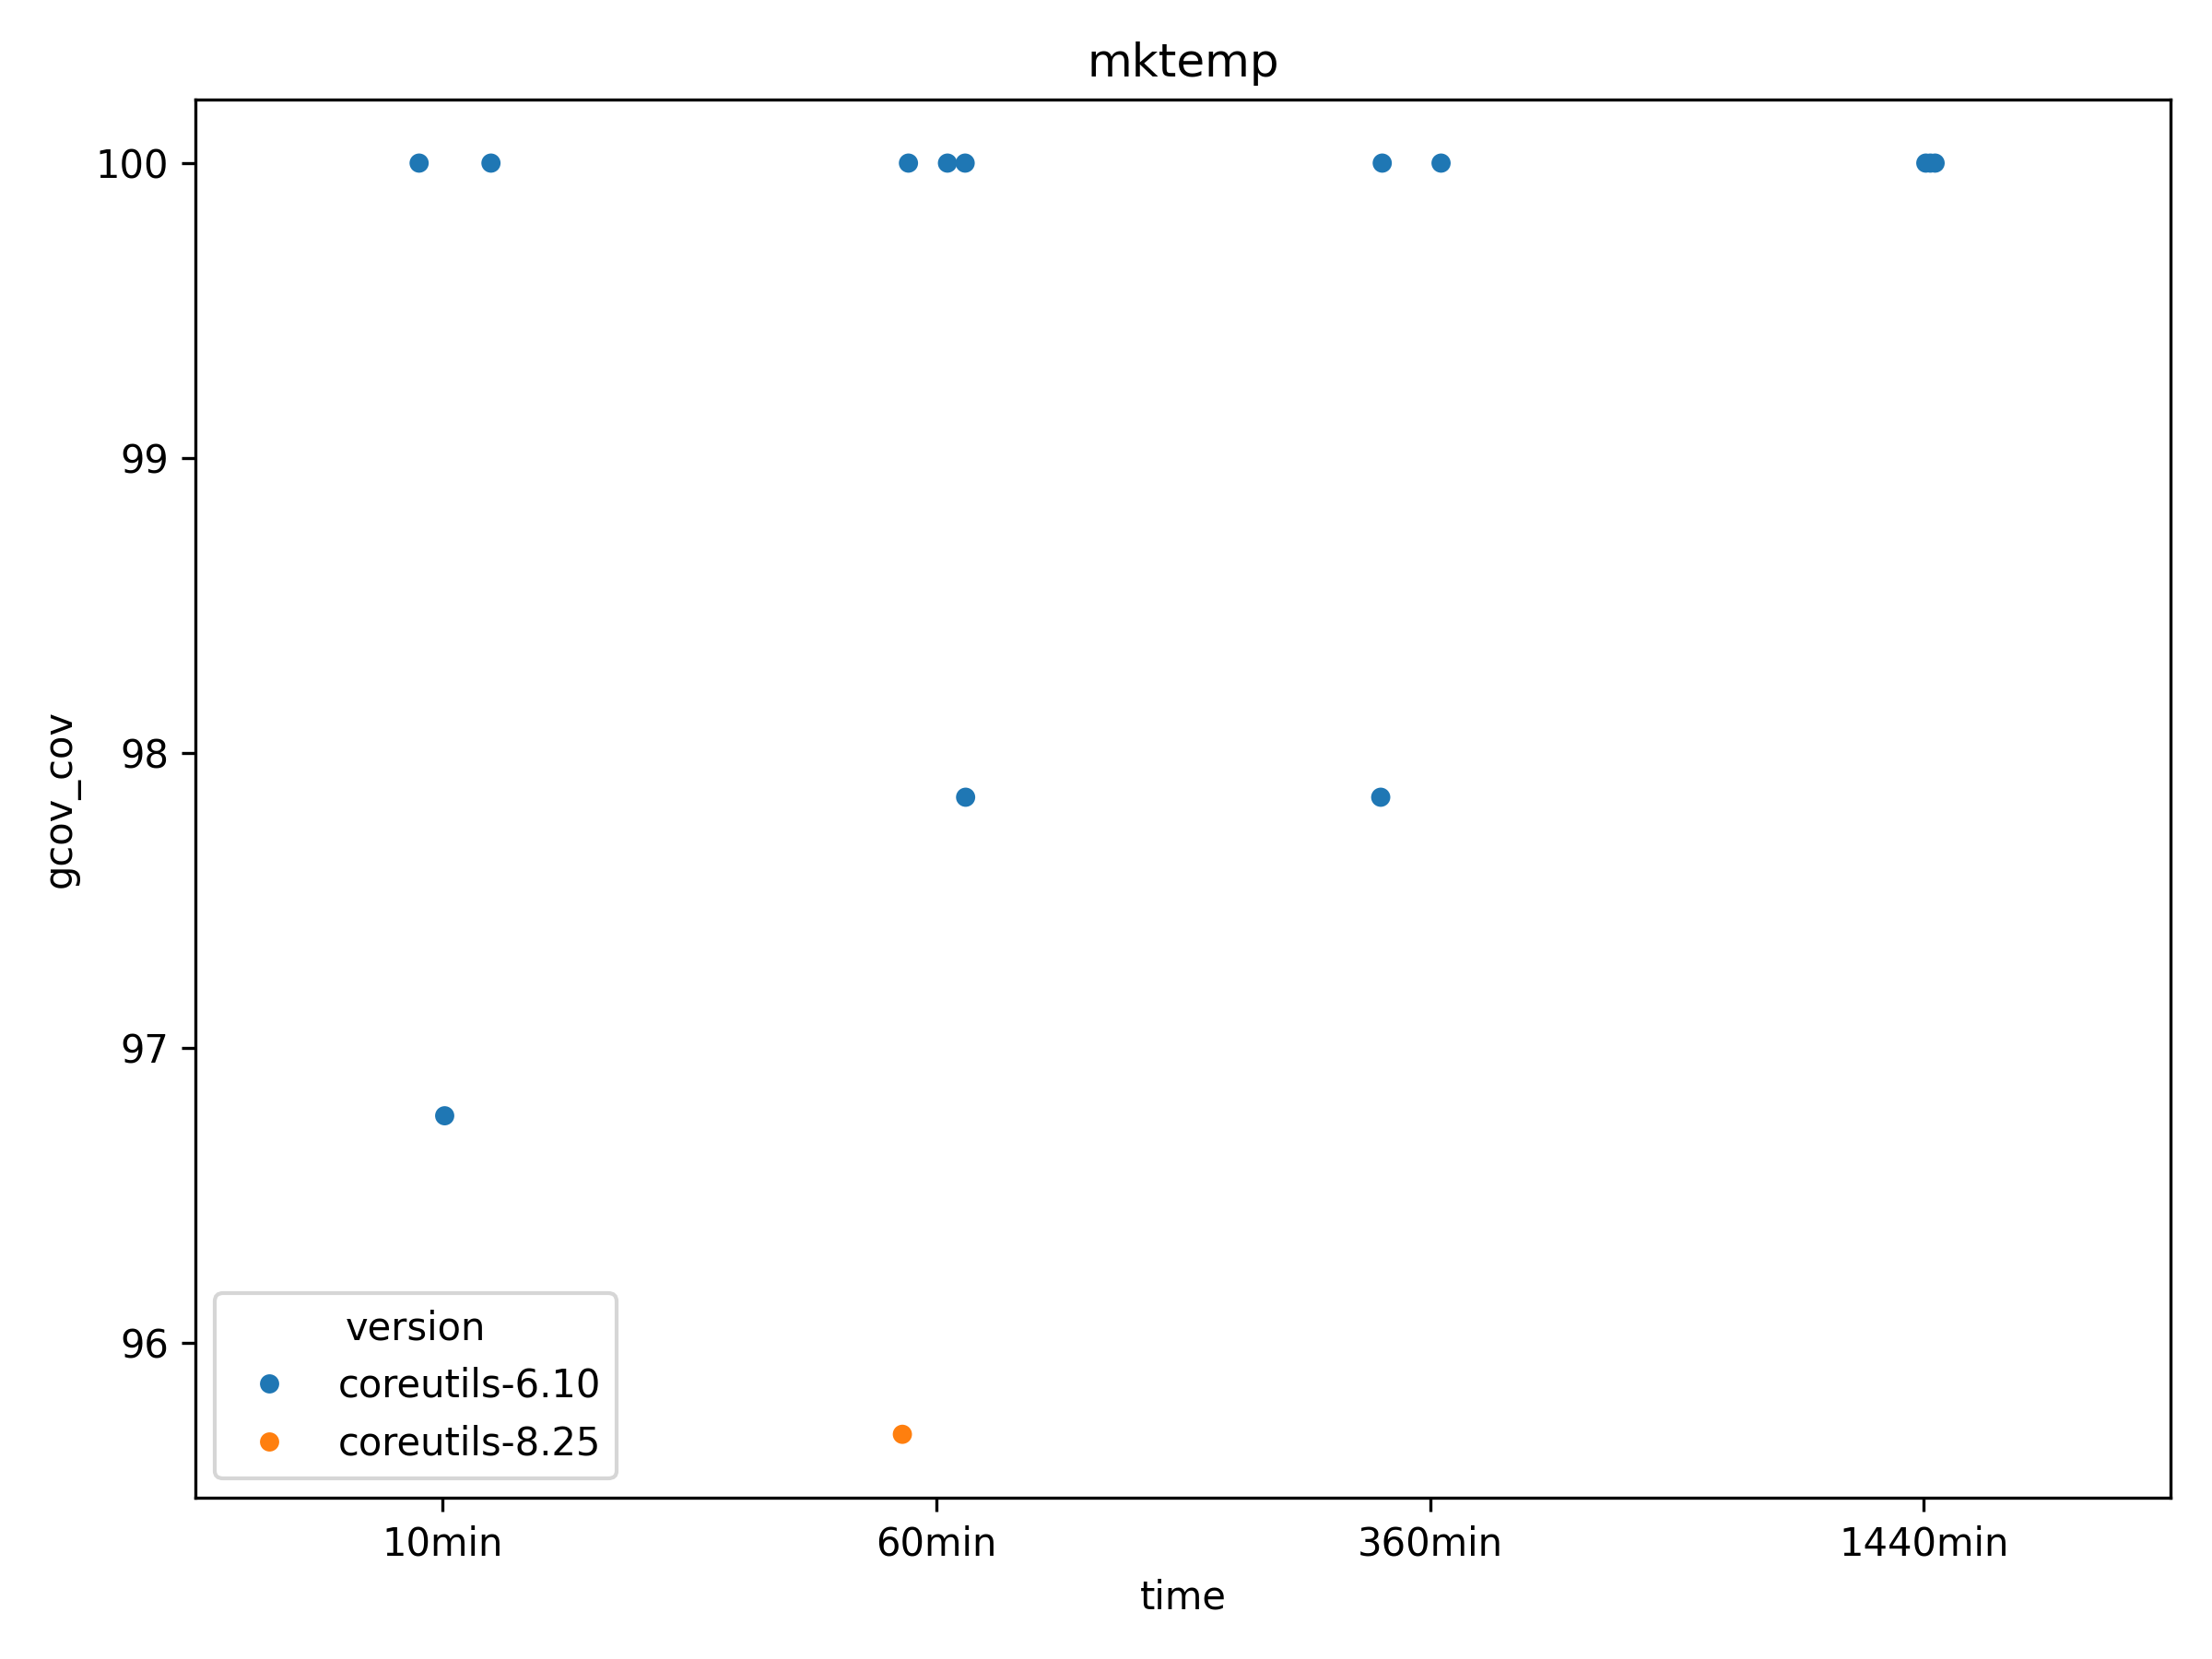 mktemp
100
99
98
97
96
gcov_cov
version
coreutils-6.10
coreutils-8.25
10min
60min
360min
1440min
time